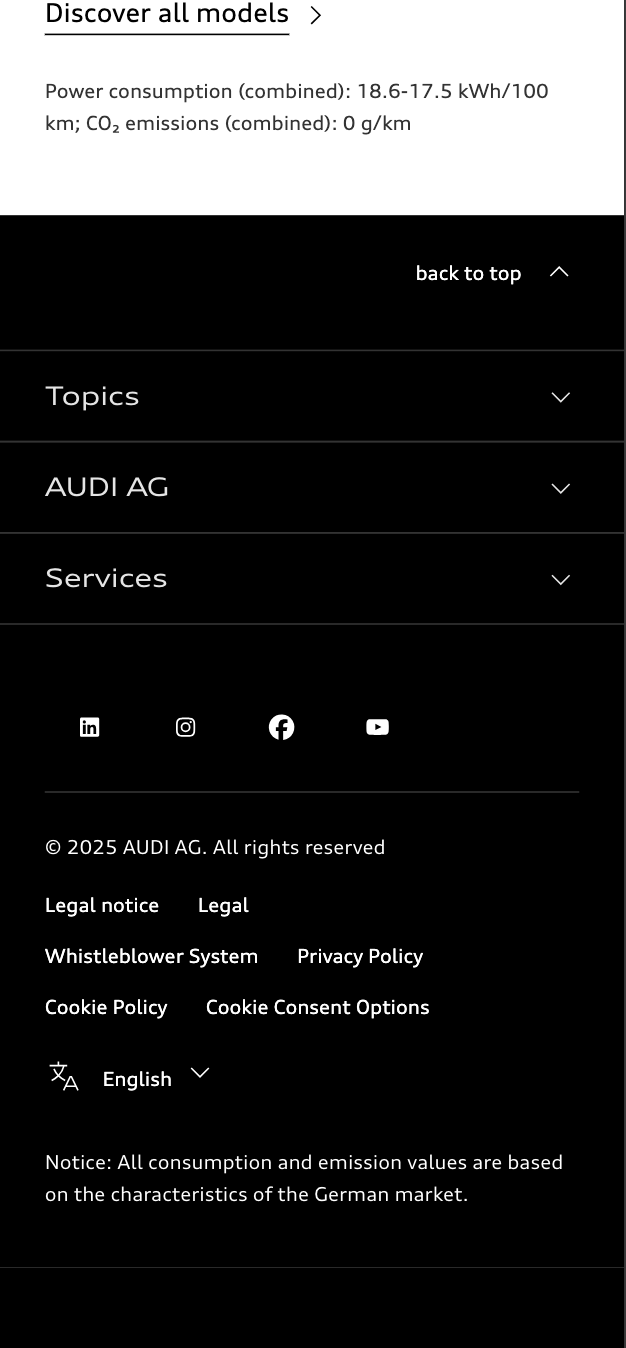 Discover all models
Power consumption (combined): 18.6-17.5 kWh/100
km; CO₂ emissions (combined): 0 g/km
back to top
Topics
AUDI AG
Services
© 2025 AUDI AG. All rights reserved
Legal notice Legal
Whistleblower System Privacy Policy
Cookie Policy Cookie Consent Options
English
Notice: All consumption and emission values are based
on the characteristics of the German market.